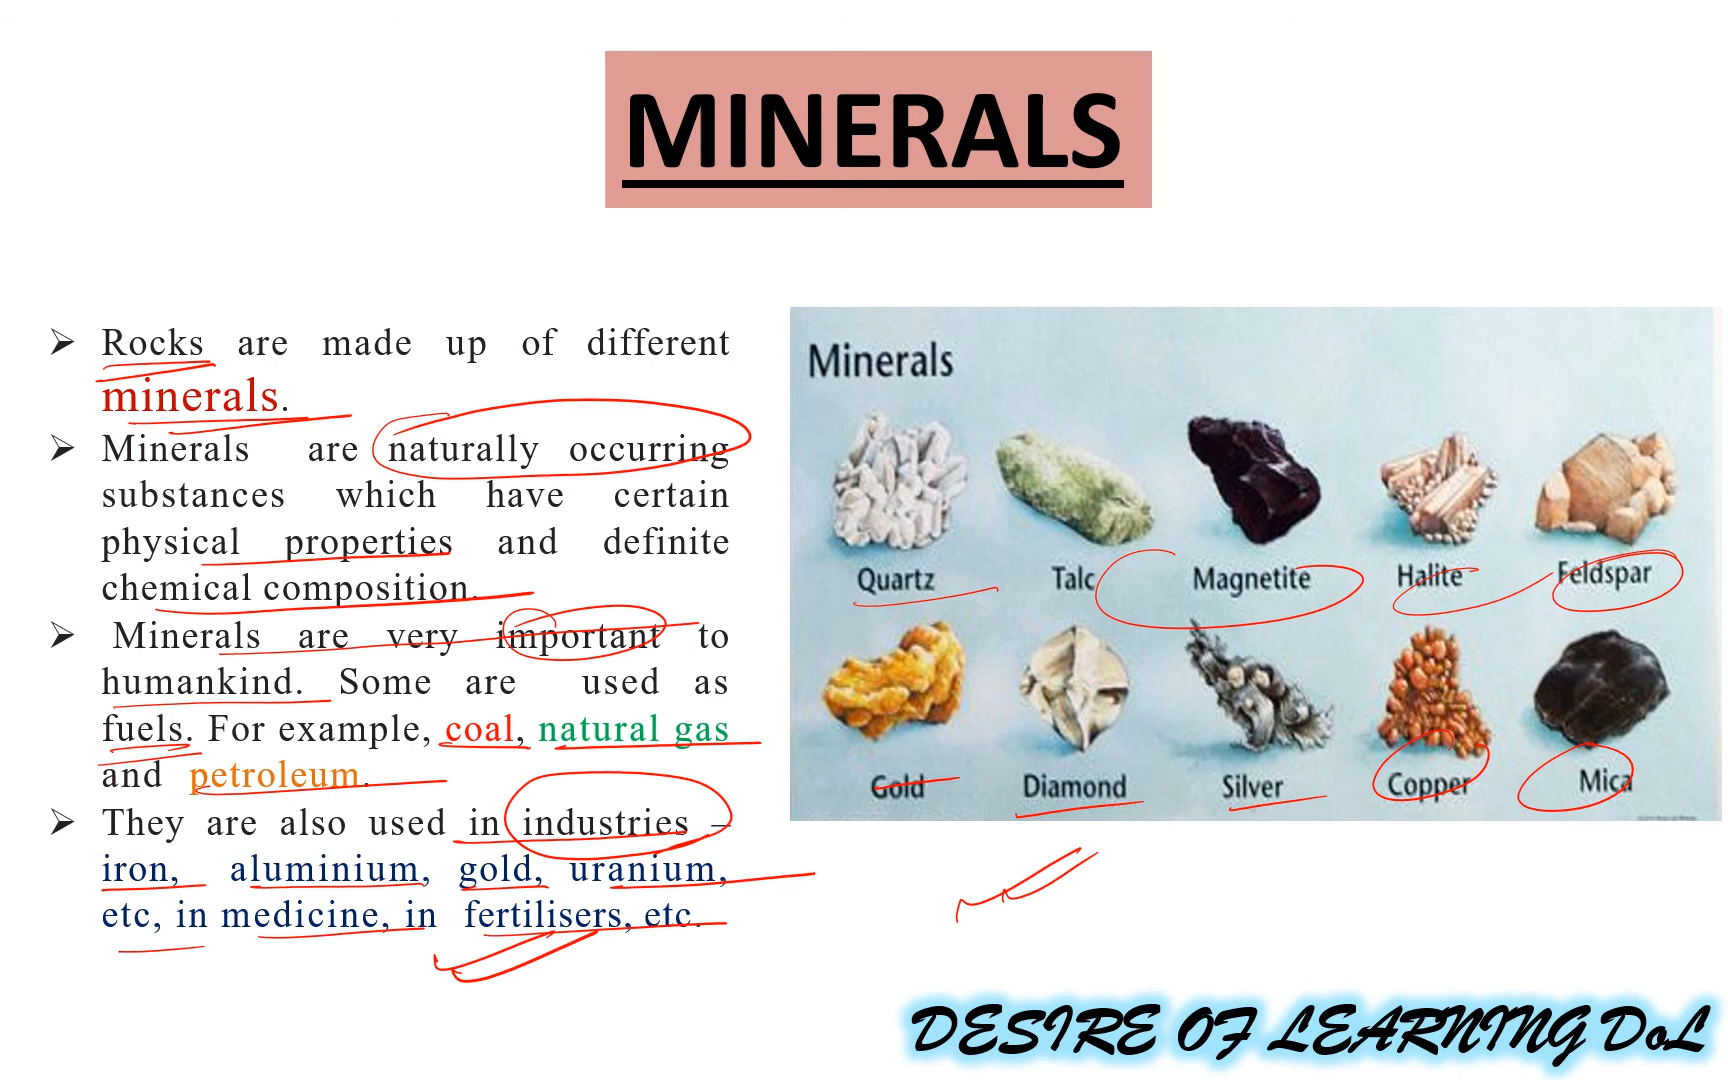 MINERALS
➢ Rocks are made up of different
minerals.
➢ Minerals are naturally occurring
substances which have certain
physical properties and definite
chemical composition.
➢ Minerals are very important to
humankind. Some are used as
fuels. For example, coal, natural gas
and petroleum.
➢ They are also used in industries –
iron, aluminium, gold, uranium,
etc, in medicine, in fertilisers, etc.
Minerals
Quartz Talc Magnetite Halite Feldspar
Gold Diamond Silver Copper Mica
DESIRE OF LEARNING DoL